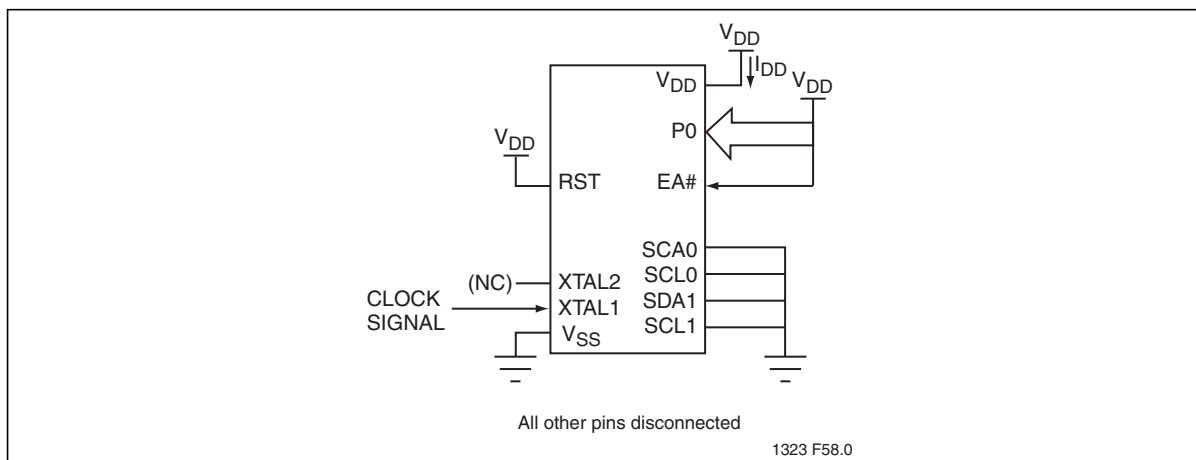 VDD
VDD
IDD
VDD
P0
VDD
RST
EA#
SCA0
(NC)
XTAL2
SCL0
CLOCK
SIGNAL
XTAL1
SDA1
VSS
SCL1
All other pins disconnected
1323 F58.0